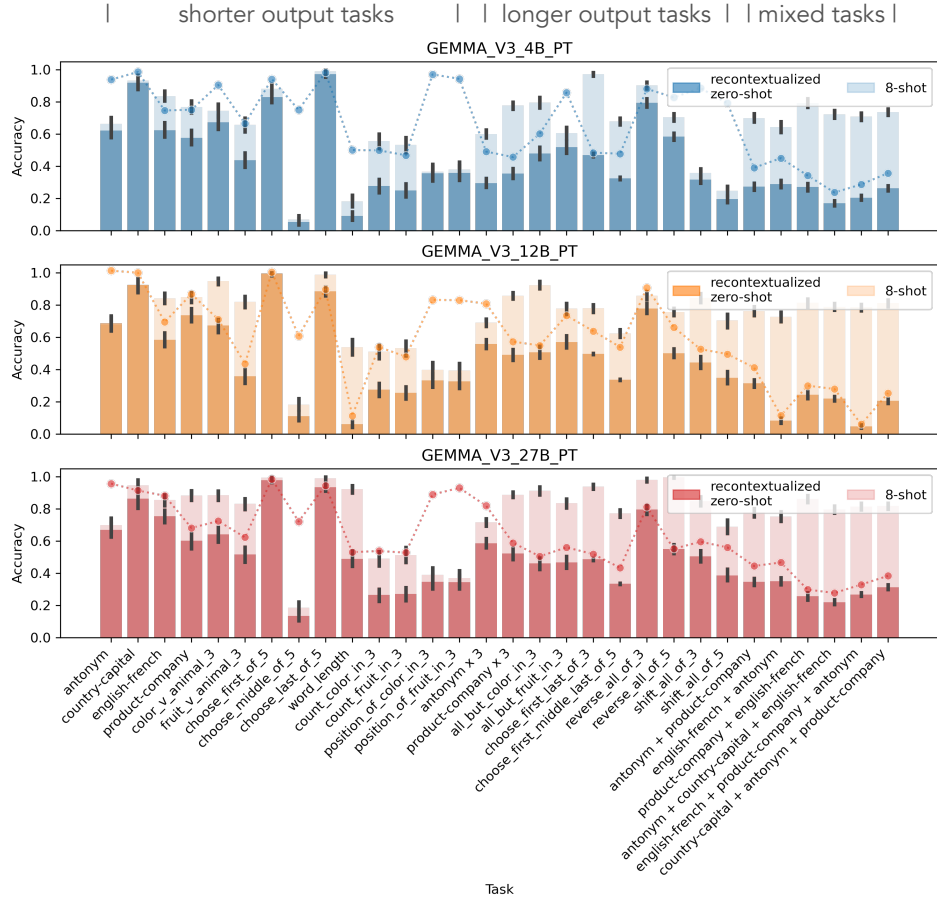 | shorter output tasks | | longer output tasks | | mixed tasks |
GEMMA_V3_4B_PT
Accuracy
1.0
0.8
0.6
0.4
0.2
0.0
recontextualized
zero-shot
8-shot
GEMMA_V3_12B_PT
Accuracy
1.0
0.8
0.6
0.4
0.2
0.0
recontextualized
zero-shot
8-shot
GEMMA_V3_27B_PT
Accuracy
1.0
0.8
0.6
0.4
0.2
0.0
recontextualized
zero-shot
8-shot
antonym
country-capital
english-french
product-company
color_v_animal_3
fruit_v_animal_3
choose_first_of_5
choose_middle_of_5
choose_last_of_5
word_length
count_color_in_3
count_fruit_in_3
position_of_color_in_3
position_of_fruit_in_3
antonym x 3
product-company x 3
all_but_color_in_3
all_but_fruit_in_3
choose_first_last_of_3
choose_first_middle_last_of_5
reverse_all_of_3
reverse_all_of_5
shift_all_of_3
shift_all_of_5
antonym + product-company
english-french + antonym
product-company + english-french
antonym + country-capital + english-french
english-french + product-company + antonym
country-capital + antonym + product-company
Task